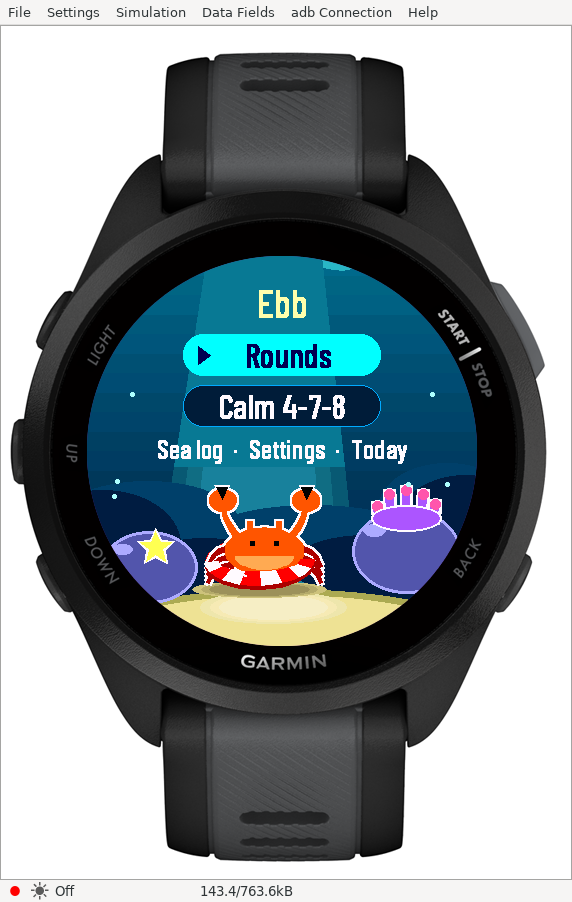 File Settings Simulation Data Fields adb Connection Help
LIGHT
START
STOP
UP
DOWN
BACK
Ebb
Rounds
Calm 4-7-8
Sea log · Settings · Today
GARMIN
Off 143.4/763.6kB